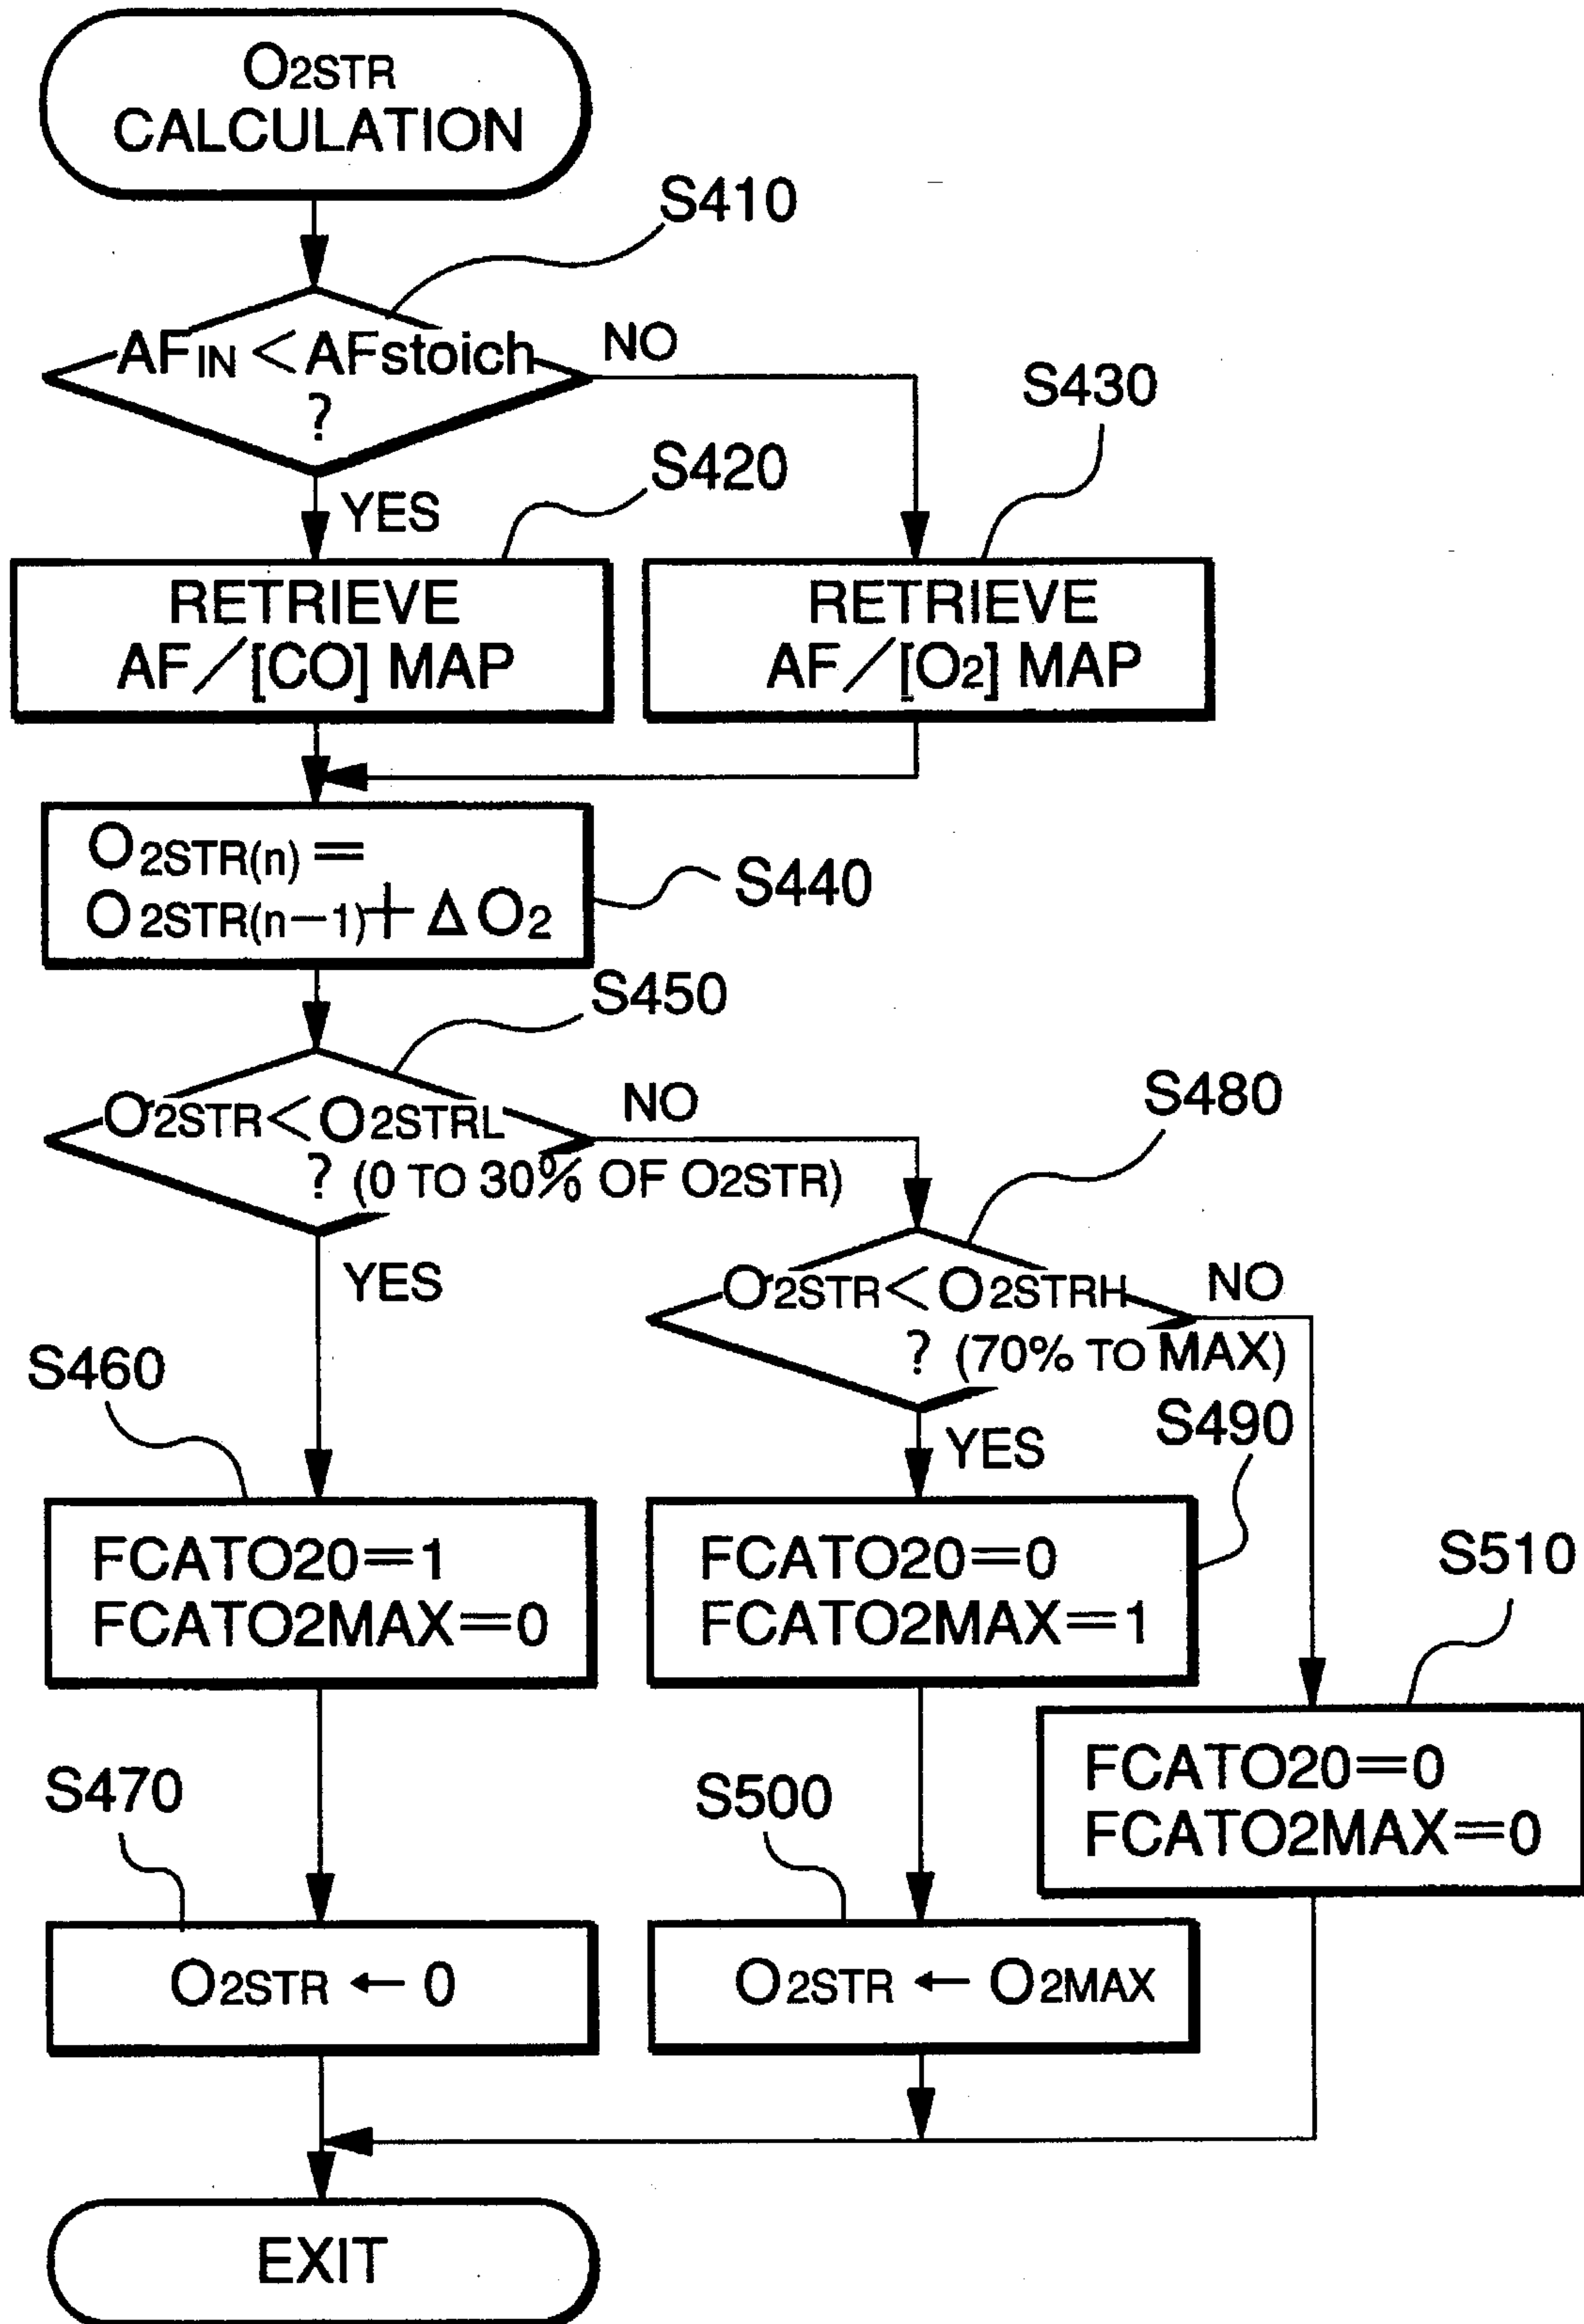 O2STR
CALCULATION
S410
AFIN < AFstoich
?
NO
S430
YES
S420
RETRIEVE
AF/[CO] MAP
RETRIEVE
AF/[O2] MAP
O2STR(n) =
O2STR(n-1)+ΔO2
S440
S450
O2STR<O2STRL
? (0 TO 30% OF O2STR)
NO
S480
YES
O2STR<O2STRH
? (70% TO MAX)
NO
S460
YES
S490
FCATO20=1
FCATO2MAX=0
FCATO20=0
FCATO2MAX=1
S510
FCATO20=0
FCATO2MAX=0
S470
S500
O2STR ← 0
O2STR ← O2MAX
EXIT